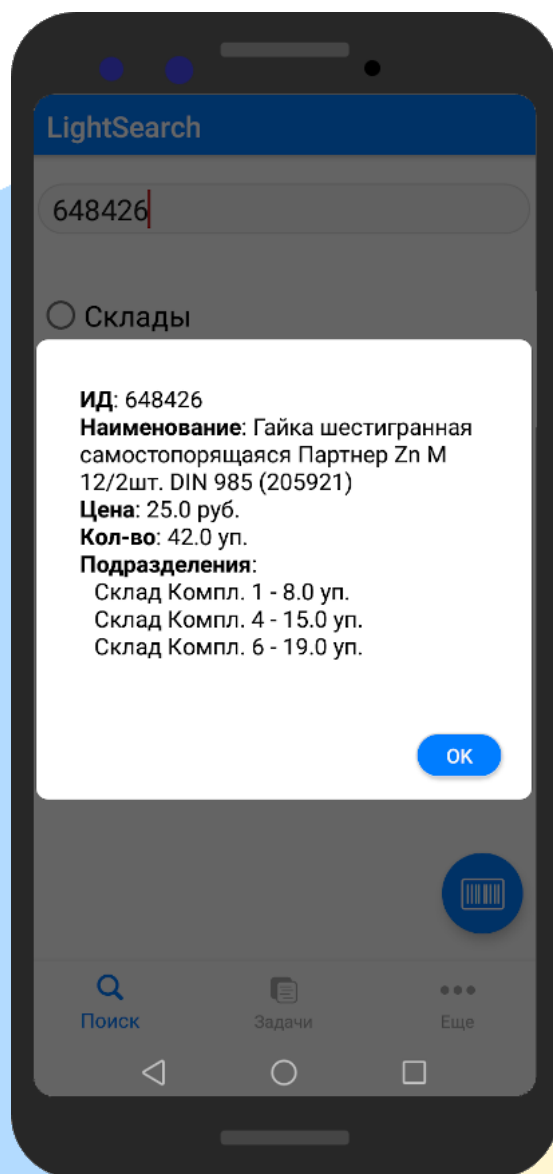 LightSearch
648426
Склады
ИД: 648426
Наименование: Гайка шестигранная
самостопорящаяся Партнер Zn М
12/2шт. DIN 985 (205921)
Цена: 25.0 руб.
Кол-во: 42.0 уп.
Подразделения:
Склад Компл. 1 - 8.0 уп.
Склад Компл. 4 - 15.0 уп.
Склад Компл. 6 - 19.0 уп.
OK
Поиск
Задачи
Еще